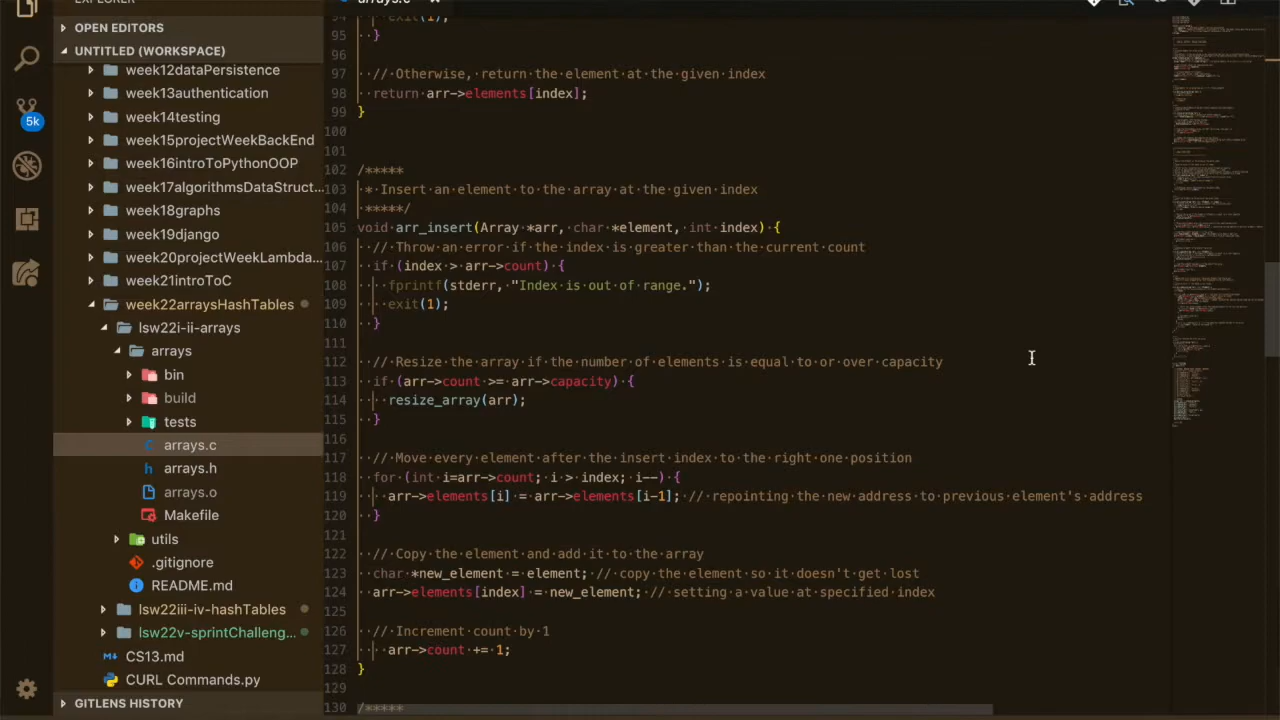 EXPLORER
OPEN EDITORS
UNTITLED (WORKSPACE)
week12dataPersistence
week13authentication
5k
week14testing
week15projectWeekBackEnd
week16introToPythonOOP
week17algorithmsDataStruct...
week18graphs
week19django
week20projectWeekLambda...
week21introToC
week22arraysHashTables
lsw22i-ii-arrays
arrays
bin
build
tests
C arrays.c
h arrays.h
arrays.o
Makefile
utils
.gitignore
README.md
lsw22iii-iv-hashTables
lsw22v-sprintChalleng...
CS13.md
CURL Commands.py
GITLENS HISTORY
arrays.c
94 exit(1);
95 }
96
97 // Otherwise, return the element at the given index
98 return arr->elements[index];
99 }
100
101
102 /*****
103 * Insert an element to the array at the given index
104 *****/
105 void arr_insert(Array *arr, char *element, int index) {
106 // Throw an error if the index is greater than the current count
107 if (index > arr->count) {
108 fprintf(stderr, "Index is out of range.");
109 exit(1);
110 }
111
112 // Resize the array if the number of elements is equal to or over capacity
113 if (arr->count >= arr->capacity) {
114 resize_array(arr);
115 }
116
117 // Move every element after the insert index to the right one position
118 for (int i=arr->count; i > index; i--) {
119 arr->elements[i] = arr->elements[i-1]; // repointing the new address to previous element's address
120 }
121
122 // Copy the element and add it to the array
123 char *new_element = element; // copy the element so it doesn't get lost
124 arr->elements[index] = new_element; // setting a value at specified index
125
126 // Increment count by 1
127 arr->count += 1;
128 }
129
130 /*****